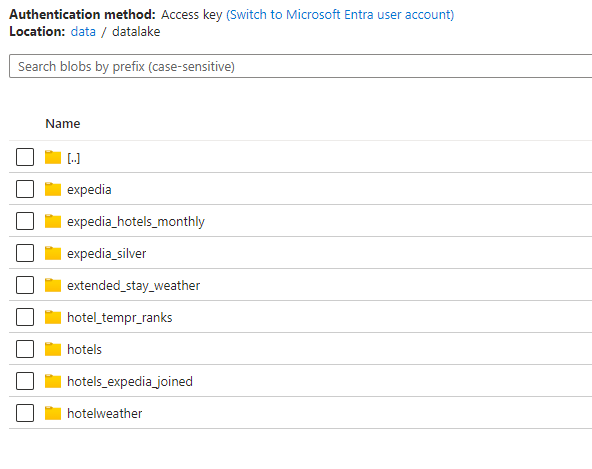 Authentication method: Access key (Switch to Microsoft Entra user account)
Location: data / datalake
Search blobs by prefix (case-sensitive)
Name
[..]
expedia
expedia_hotels_monthly
expedia_silver
extended_stay_weather
hotel_tempr_ranks
hotels
hotels_expedia_joined
hotelweather